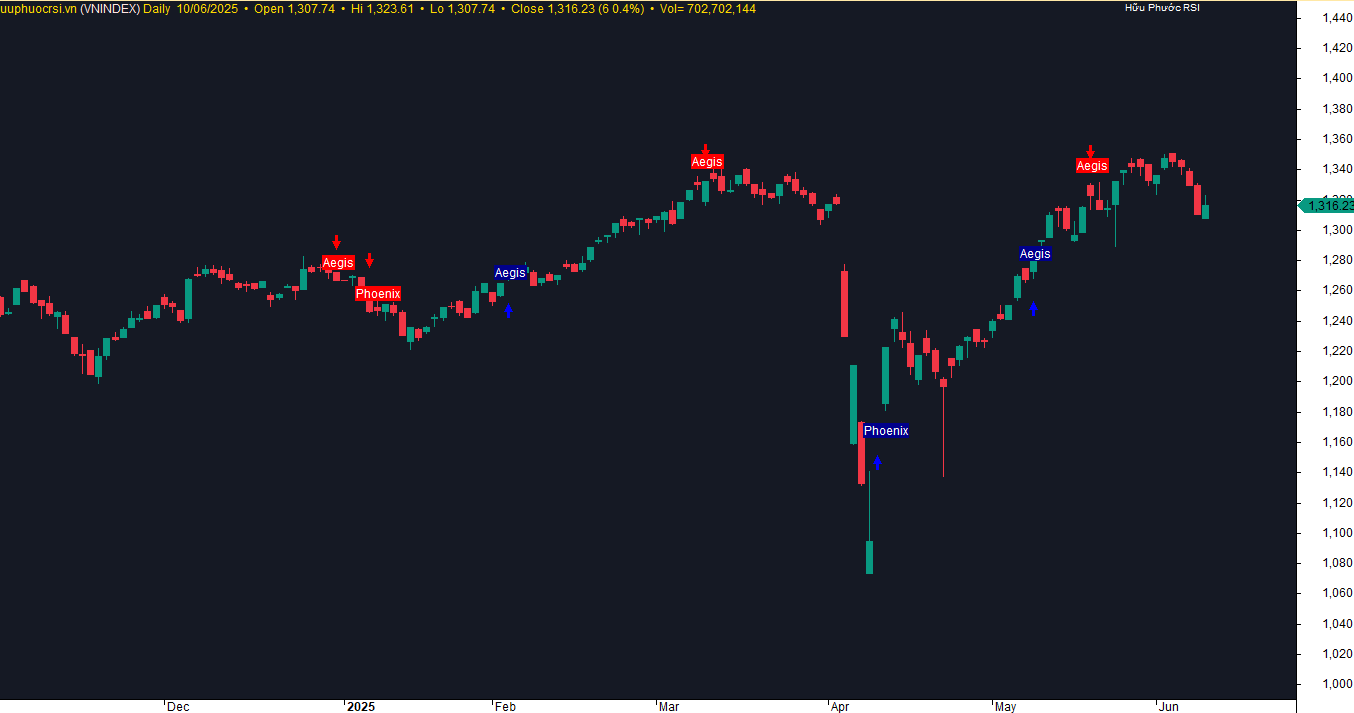 uuphuocrsi.vn (VNINDEX) Daily 10/06/2025 • Open 1,307.74 • Hi 1,323.61 • Lo 1,307.74 • Close 1,316.23 (6 0.4%) • Vol= 702,702,144
Hữu Phước RSI
1,440
1,420
1,400
1,380
1,360
Aegis
Aegis
1,340
1,316.23
1,300
Aegis
1,280
Aegis
Aegis
Phoenix
1,260
1,240
1,220
1,200
1,180
Phoenix
1,160
1,140
1,120
1,100
1,080
1,060
1,040
1,020
1,000
Dec 2025 Feb Mar Apr May Jun